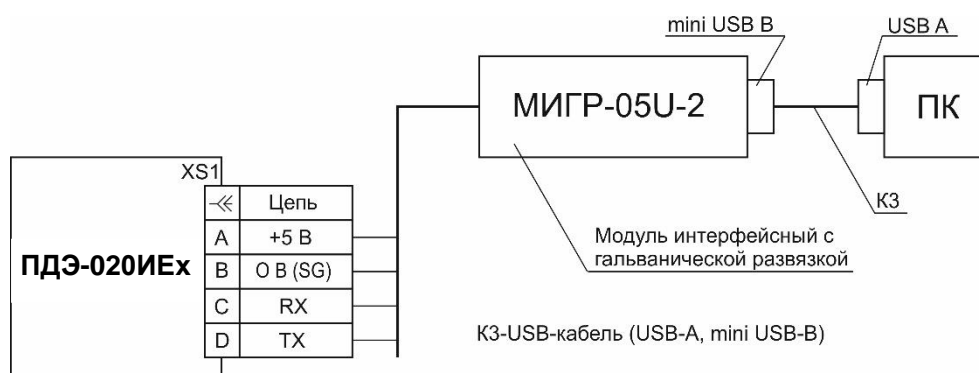 mini USB B
USB A
МИГР-05U-2
ПК
XS1
Цепь
A +5 В
B О В (SG)
C RX
D TX
ПДЭ-020ИЕх
К3
Модуль интерфейсный с
гальванической развязкой
К3-USB-кабель (USB-A, mini USB-B)